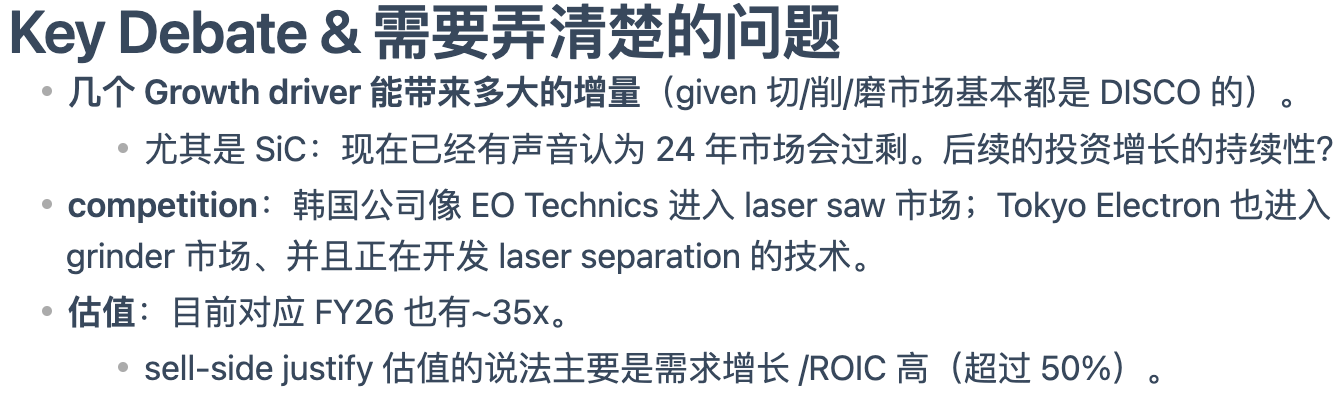 Key Debate & 需要弄清楚的问题
• 几个 Growth driver 能带来多大的增量（given 切/削/磨市场基本都是 DISCO 的）。
• 尤其是 SiC：现在已经有声音认为 24 年市场会过剩。后续的投资增长的持续性?
• competition：韩国公司像 EO Technics 进入 laser saw 市场；Tokyo Electron 也进入
grinder 市场、并且正在开发 laser separation 的技术。
• 估值：目前对应 FY26 也有~35x。
• sell-side justify 估值的说法主要是需求增长 /ROIC 高（超过 50%）。